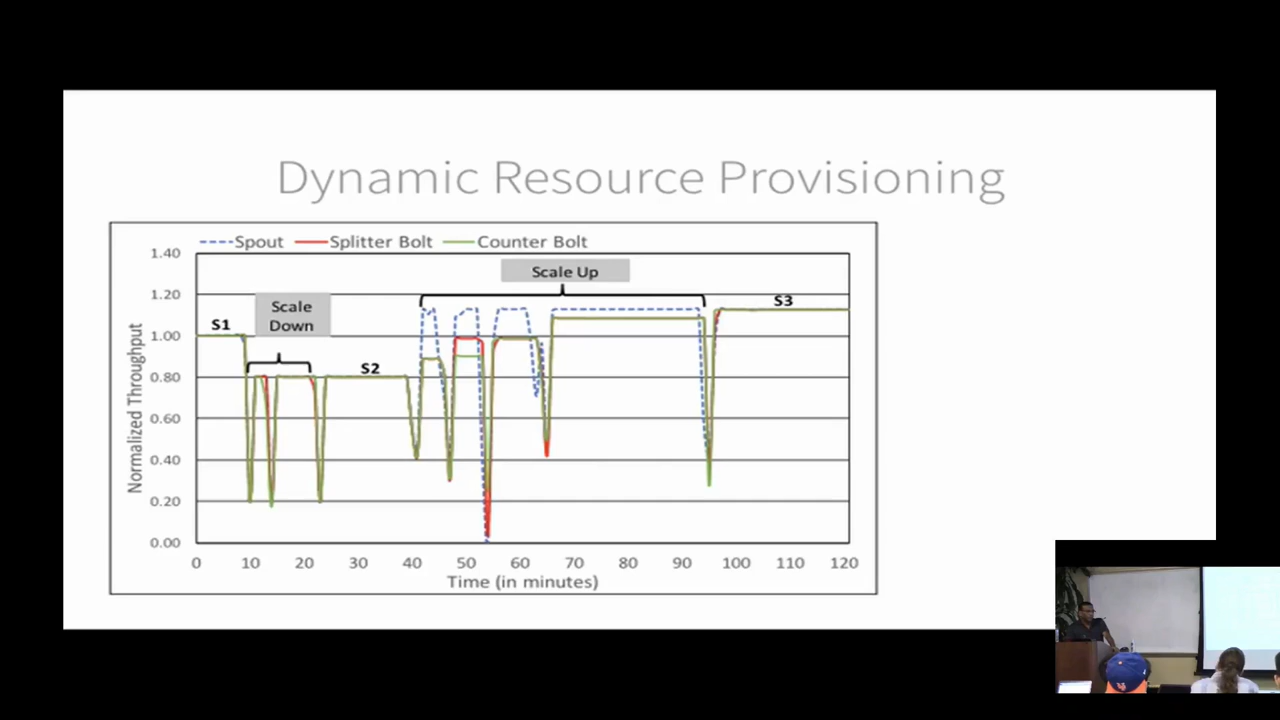 Dynamic Resource Provisioning
Spout Splitter Bolt Counter Bolt
1.40
1.20
1.00
0.80
0.60
0.40
0.20
0.00
Normalized Throughput
S1
Scale
Down
S2
Scale Up
S3
0 10 20 30 40 50 60 70 80 90 100 110 120
Time (in minutes)